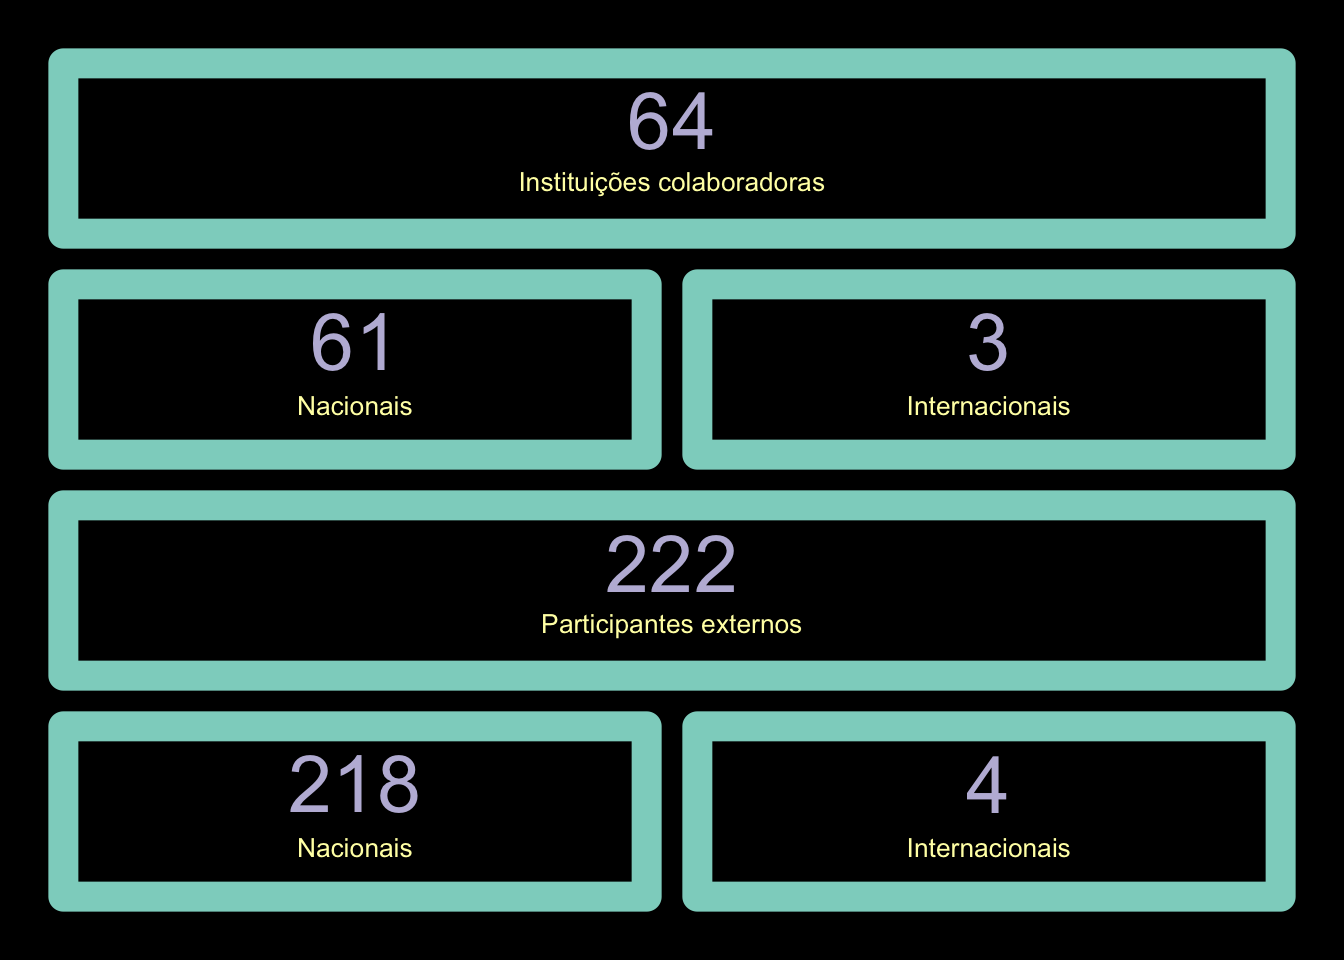 64
Instituições colaboradoras
61
Nacionais
3
Internacionais
222
Participantes externos
218
Nacionais
4
Internacionais